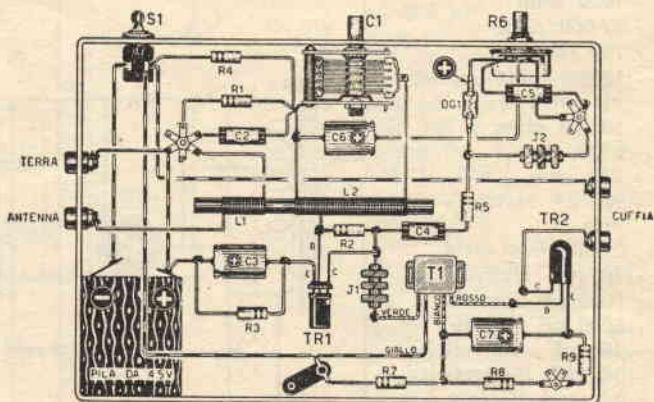 S1
C1
R6
R4
R1
C2
C6
DG1
C5
J2
TERRA
ANTENNA
L1
L2
R5
CUFFIA
B
R2
C4
TR2
C3
E
C
J1
T1
ROSSO
C
B
E
R3
VERDE
BIANCO
C7
R9
TR1
GIALLO
PILA DA 4,5V
R7
R8